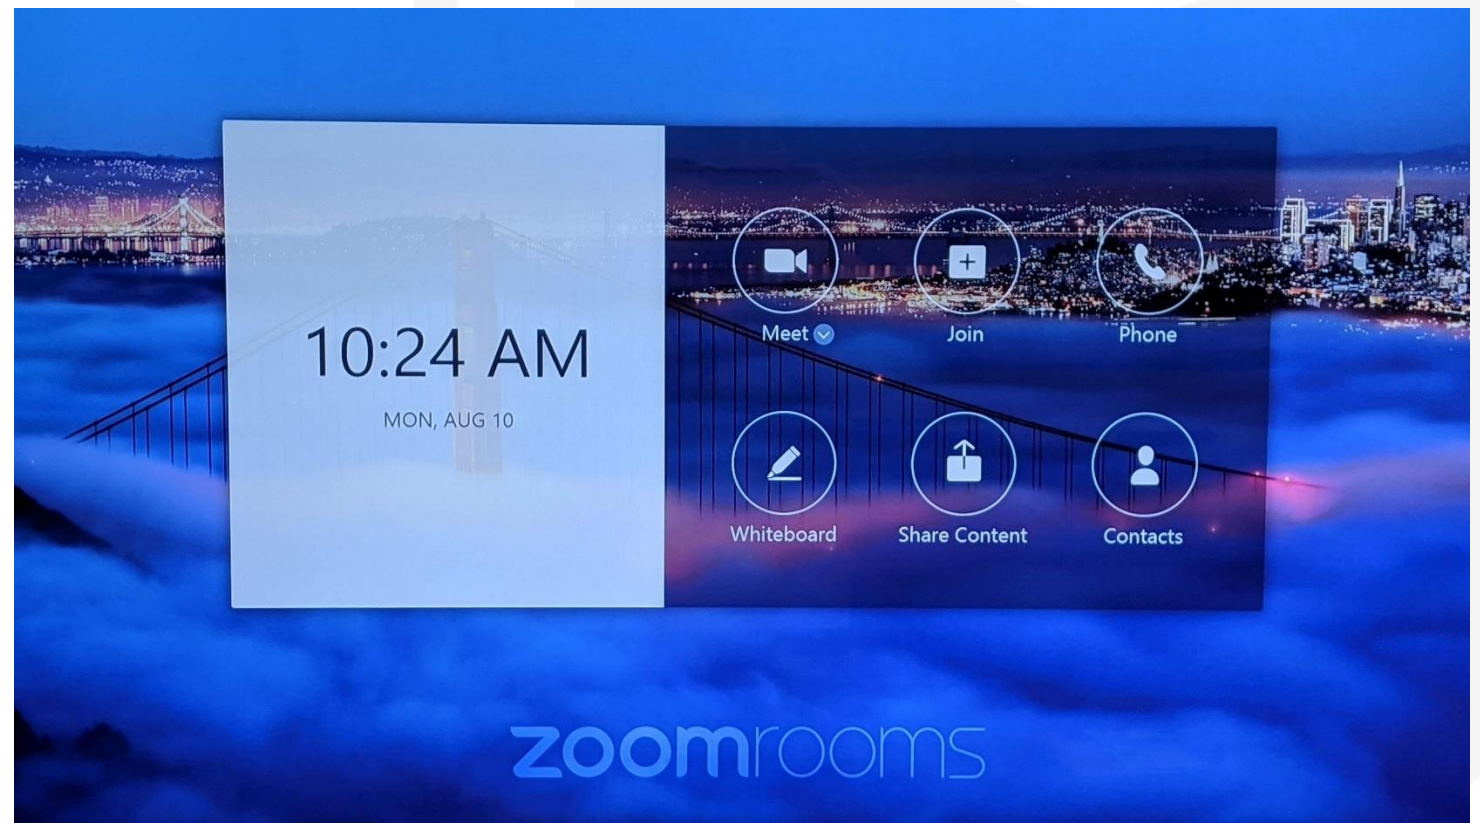 10:24 AM
MON, AUG 10
Meet
Join
Phone
Whiteboard
Share Content
Contacts
zoomrooms